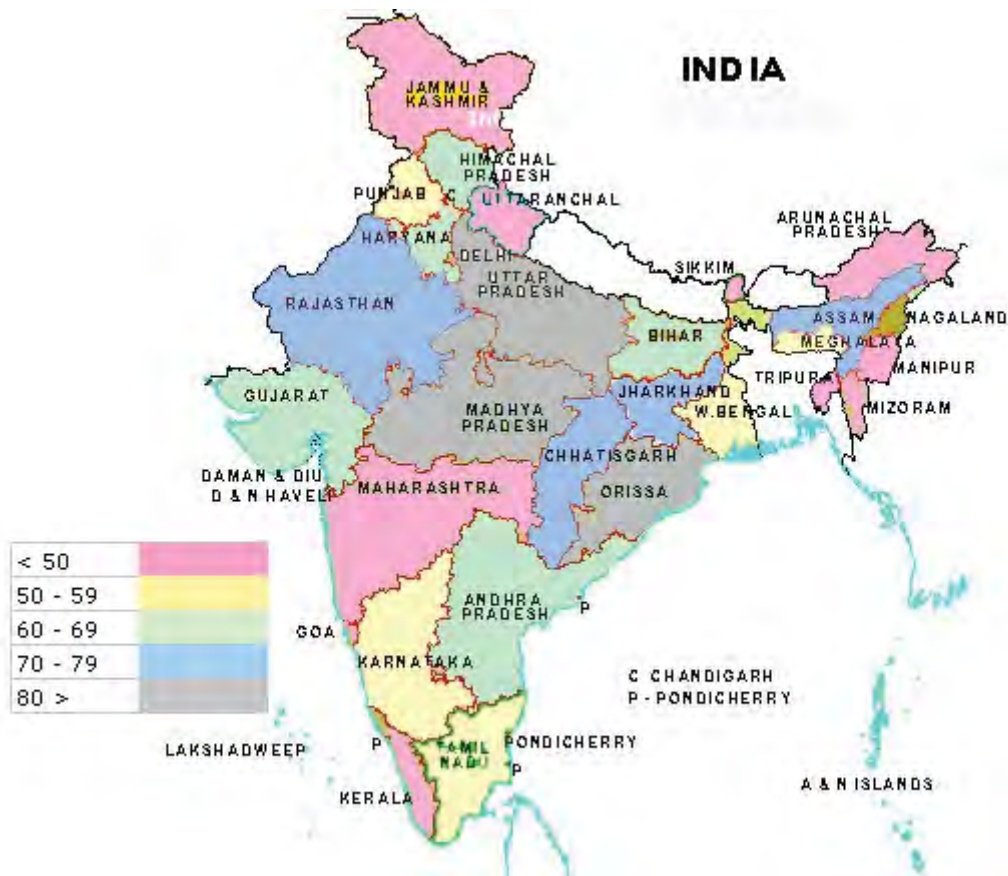 INDIA
JAMMU &
KASHMIR
HIMACHAL
PRADESH
PUNJAB
C
UTTARANCHAL
HARYANA
DELHI
ARUNACHAL
PRADESH
SIKKIM
UTTAR
PRADESH
RAJASTHAN
ASSAM
NAGALAND
BIHAR
MEGHALAYA
MANIPUR
TRIPURA
JHARKHAND
GUJARAT
MADHYA
PRADESH
W.BENGAL
MIZORAM
CHHATISGARH
DAMAN & DIU
D & N HAVELI
MAHARASHTRA
ORISSA
< 50
50 - 59
60 - 69
70 - 79
80 >
ANDHRA
PRADESH
P
GOA
KARNATAKA
C CHANDIGARH
P - PONDICHERRY
LAKSHADWEEP
P
TAMIL
NADU
PONDICHERRY
P
KERALA
A & N ISLANDS